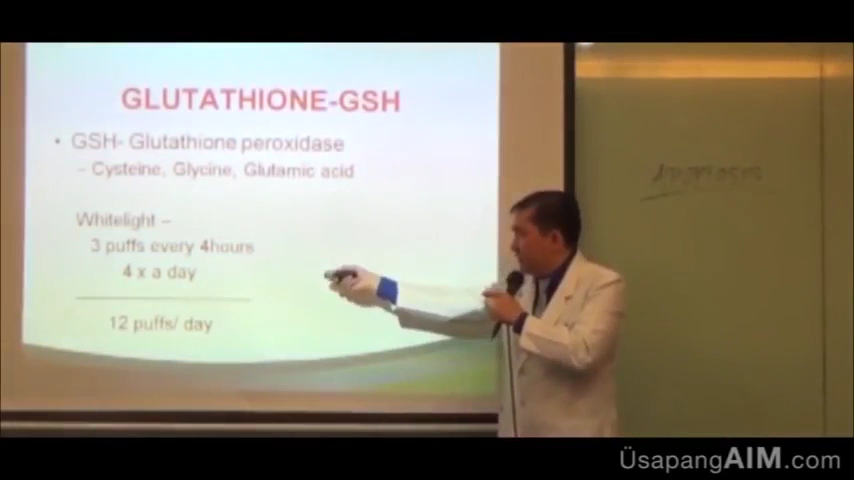 GLUTATHIONE-GSH
• GSH- Glutathione peroxidase
– Cysteine, Glycine, Glutamic acid
Whitelight –
3 puffs every 4hours
4 x a day
12 puffs/ day
ÜsapangAIM.com